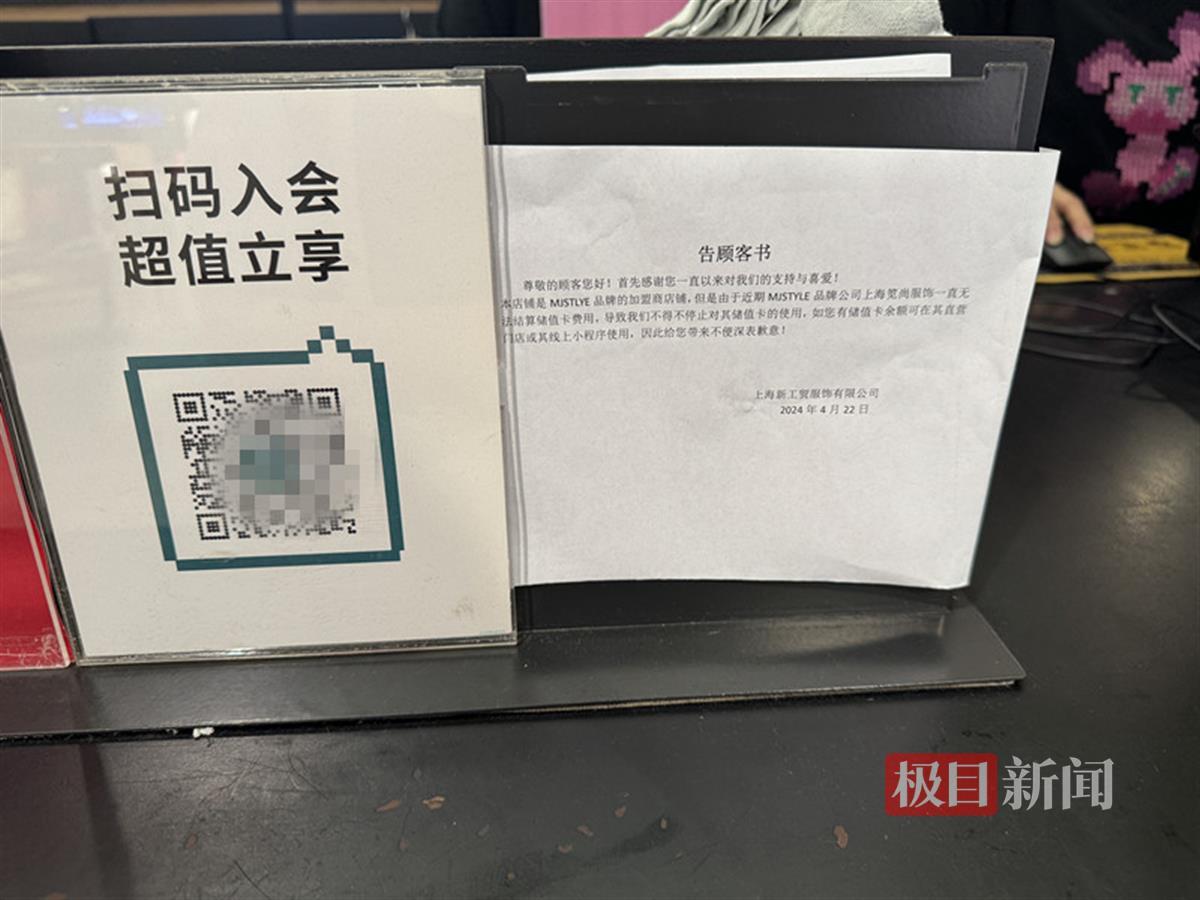 扫码入会
超值立享
告顾客书
尊敬的顾客您好！首先感谢您一直以来对我们的支持与喜爱！
本店铺是 MJSTLYE 品牌的加盟商店铺，但是由于近期 MJSTYLE 品牌公司上海笕尚服饰一直无
法结算储值卡费用，导致我们不得不停止对其储值卡的使用，如您有储值卡余额可在其直营
门店或其线上小程序使用，因此给您带来不便深表歉意！
上海新工贸服饰有限公司
2024 年 4 月 22 日
极目新闻